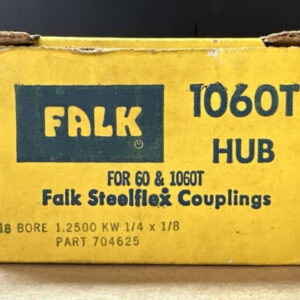 FALK
1060T
HUB
FOR 60 & 1060T
Falk Steelflex Couplings
18 BORE 1.2500 KW 1/4 x 1/8
PART 704625